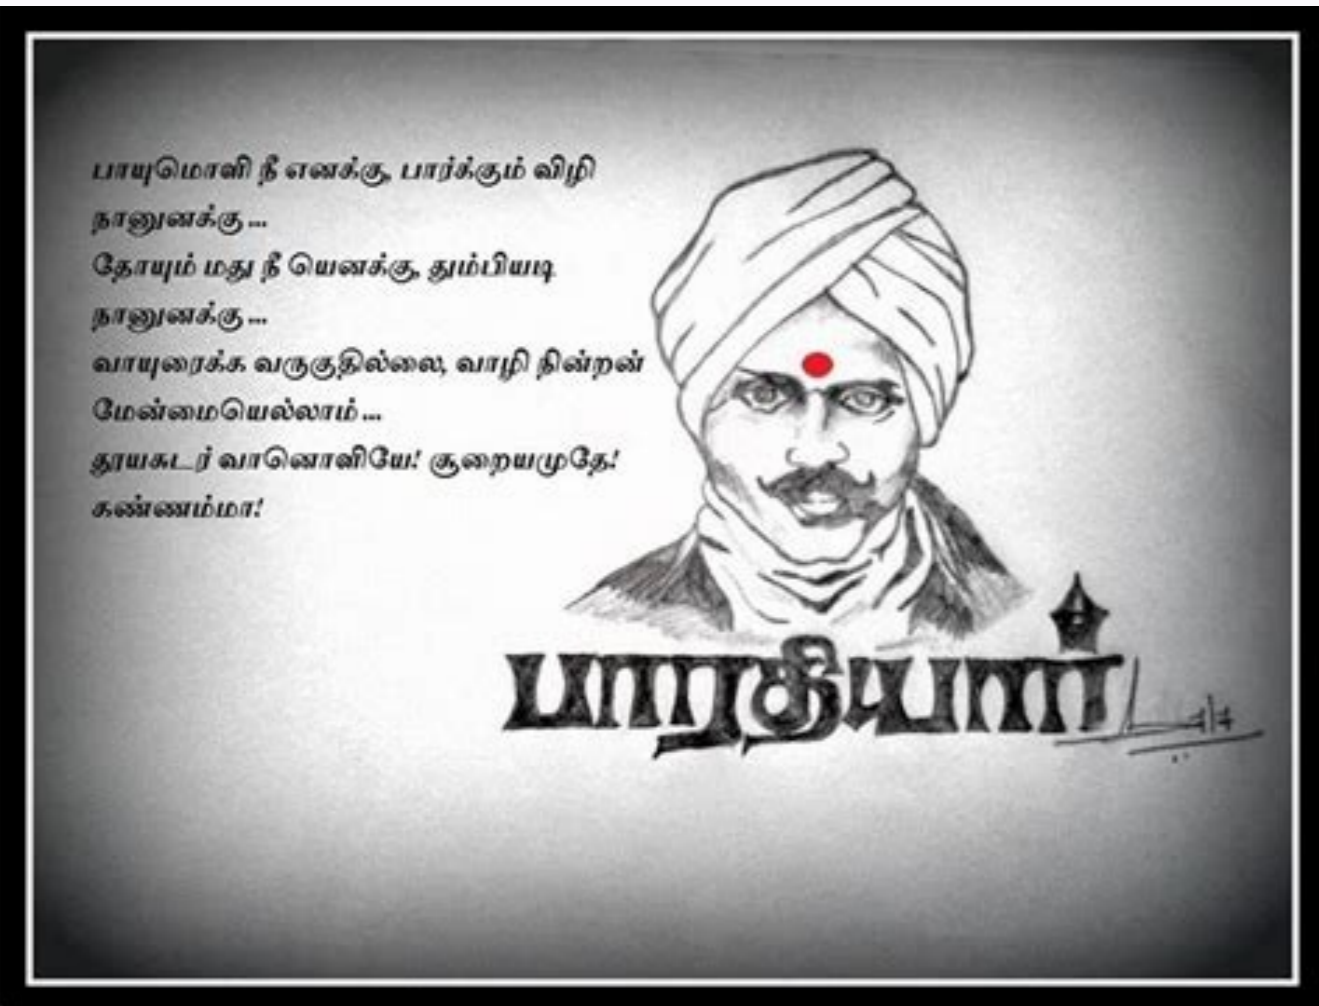 பாயுமொளி நீ எனக்கு, பார்க்கும் விழி
நானுனக்கு...
தோயும் மது நீ யெனக்கு, தும்பியடி
நானுனக்கு...
வாயுரைக்க வருகுதில்லை, வாழி நின்றன்
மேன்மையெல்லாம்...
தூயசுடர் வானொளியே! சூறையமுதே!
கண்ணம்மா!
பாரதியார்